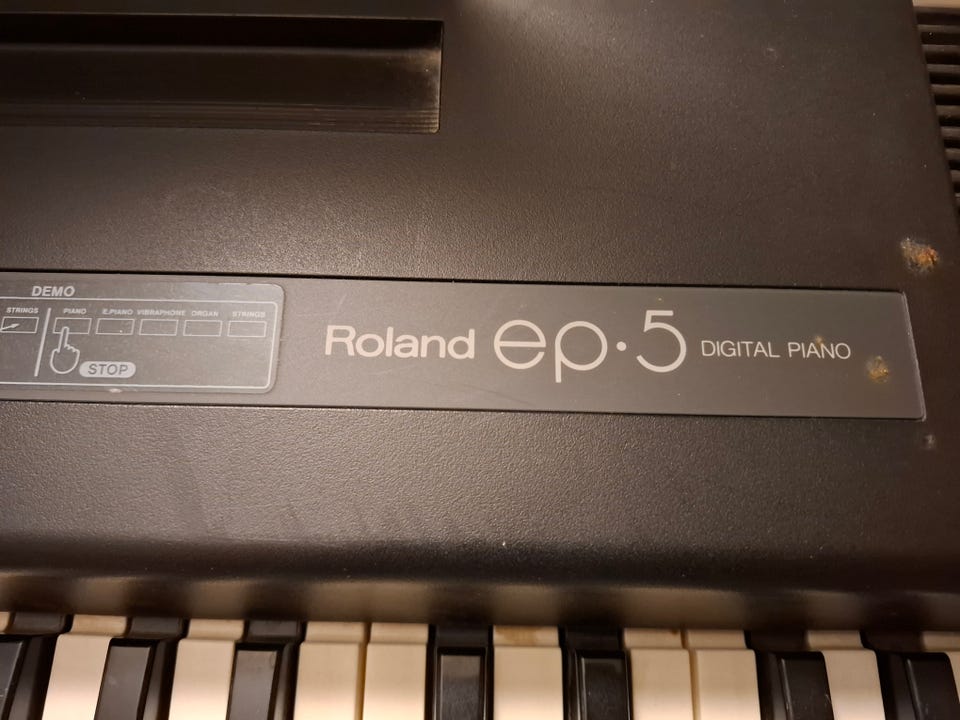 DEMO
STRINGS PIANO E.PIANO VIBRAPHONE ORGAN STRINGS
STOP
Roland ep·5 DIGITAL PIANO